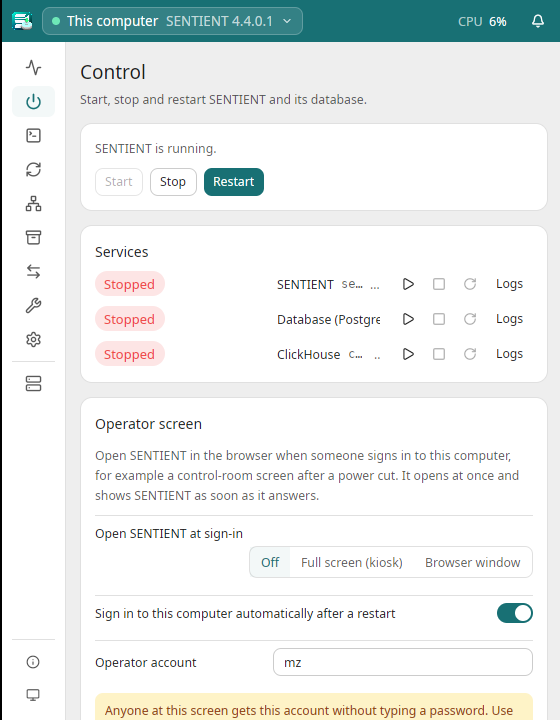 This computer SENTIENT 4.4.0.1
CPU 6%
Control
Start, stop and restart SENTIENT and its database.
SENTIENT is running.
Start Stop Restart
Services
Stopped SENTIENT se… … Logs
Stopped Database (Postgre Logs
Stopped ClickHouse c… .. Logs
Operator screen
Open SENTIENT in the browser when someone signs in to this computer,
for example a control-room screen after a power cut. It opens at once and
shows SENTIENT as soon as it answers.
Open SENTIENT at sign-in
Off Full screen (kiosk) Browser window
Sign in to this computer automatically after a restart
Operator account mz
Anyone at this screen gets this account without typing a password. Use